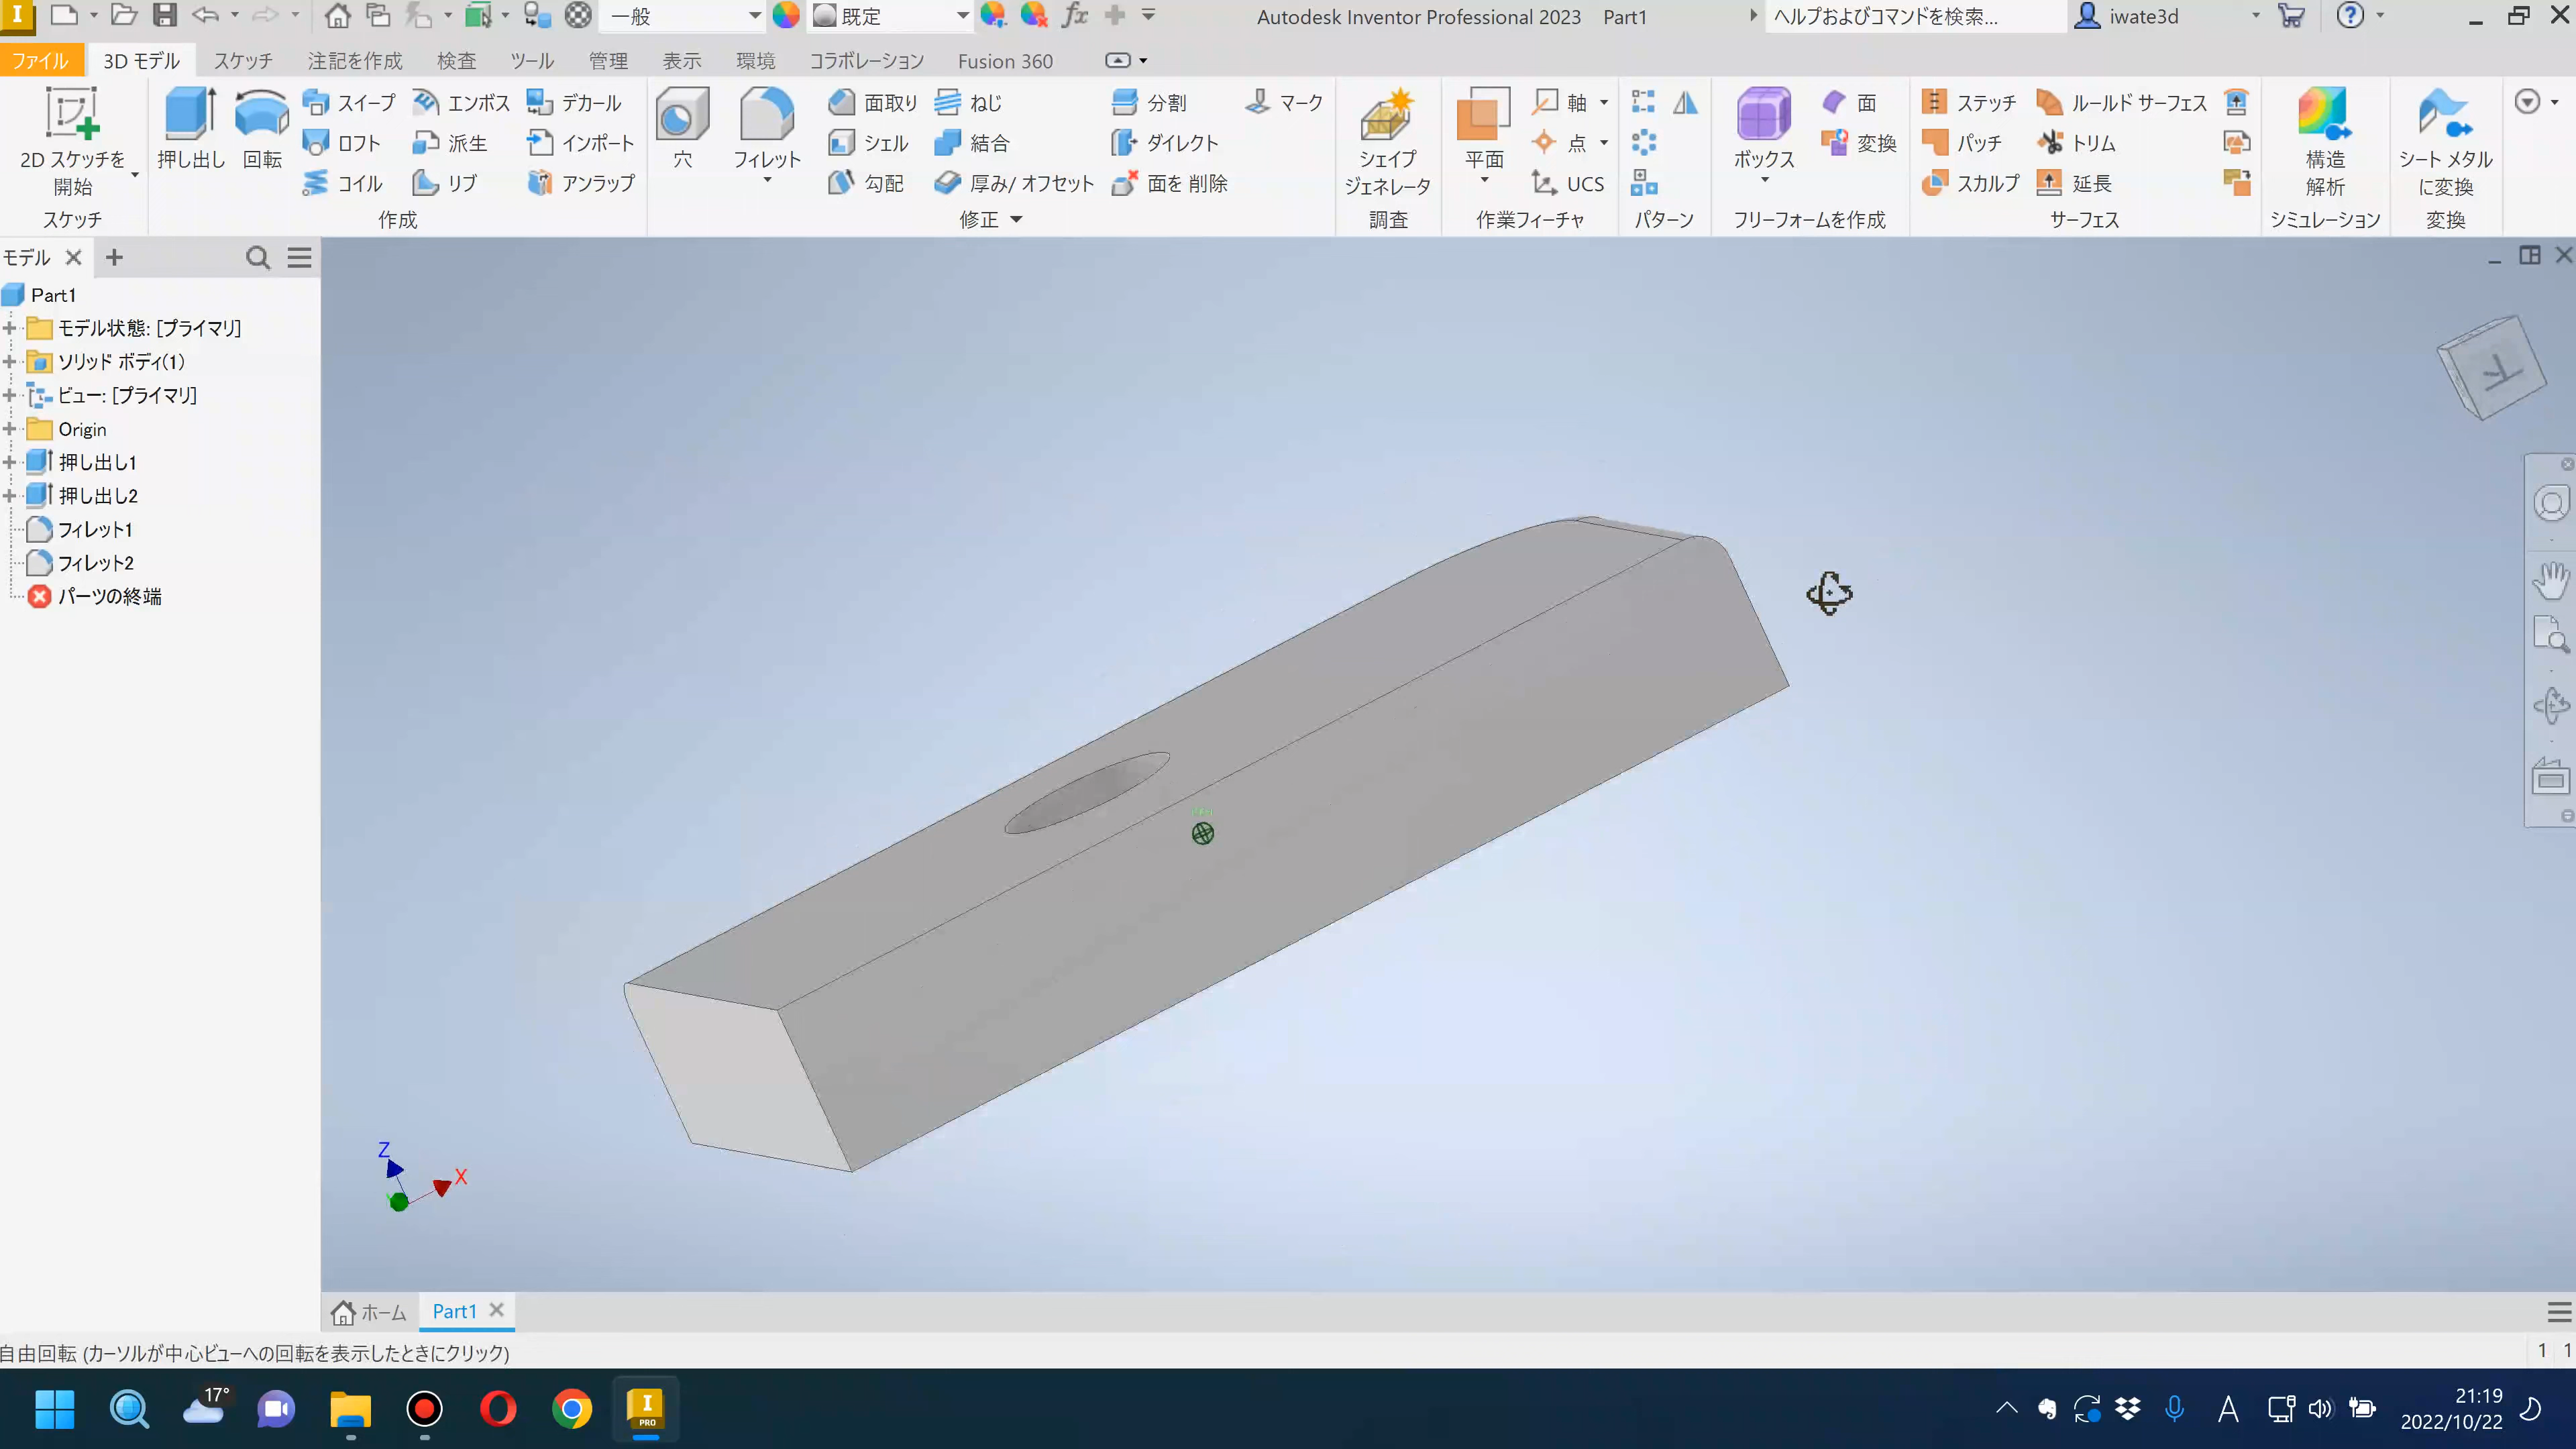 一般
既定
Autodesk Inventor Professional 2023 Part1
ヘルプおよびコマンドを検索...
iwate3d
ファイル 3D モデル スケッチ 注記を作成 検査 ツール 管理 表示 環境 コラボレーション Fusion 360
2D スケッチを
開始
スケッチ
押し出し 回転
スイープ エンボス デカール
ロフト 派生 インポート
コイル リブ アンラップ
作成
穴 フィレット
面取り ねじ 分割 マーク
シェル 結合 ダイレクト
勾配 厚み/ オフセット 面を 削除
修正
シェイプ
ジェネレータ
調査
平面
軸
点
UCS
作業フィーチャ
パターン
ボックス
面
変換
フリーフォームを作成
ステッチ ルールド サーフェス
パッチ トリム
スカルプ 延長
サーフェス
構造
解析
シミュレーション
シート メタル
に変換
変換
モデル
Part1
モデル状態: [プライマリ]
ソリッド ボディ(1)
ビュー: [プライマリ]
Origin
押し出し1
押し出し2
フィレット1
フィレット2
パーツの終端
Z
X
ホーム Part1
自由回転 (カーソルが中心ビューへの回転を表示したときにクリック)
1 1
17°
I
PRO
A
21:19
2022/10/22